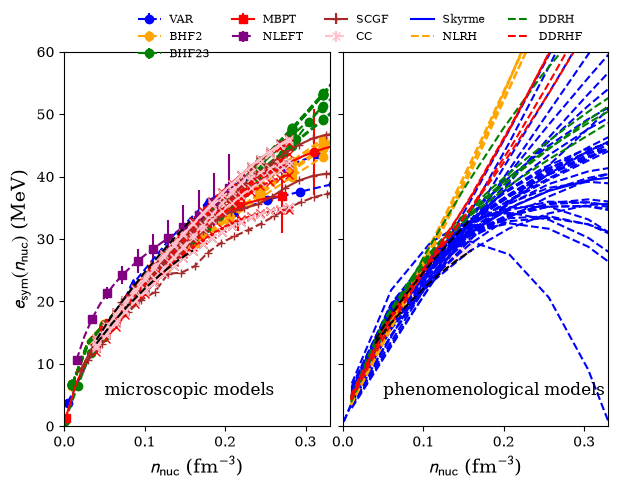 VAR MBPT SCGF Skyrme DDRH
BHF2 NLEFT CC NLRH DDRHF
BHF23
60
50
40
30
20
10
0
e_sym(n_nuc) (MeV)
microscopic models
phenomenological models
0.0 0.1 0.2 0.3 0.0 0.1 0.2 0.3
n_nuc (fm⁻³) n_nuc (fm⁻³)